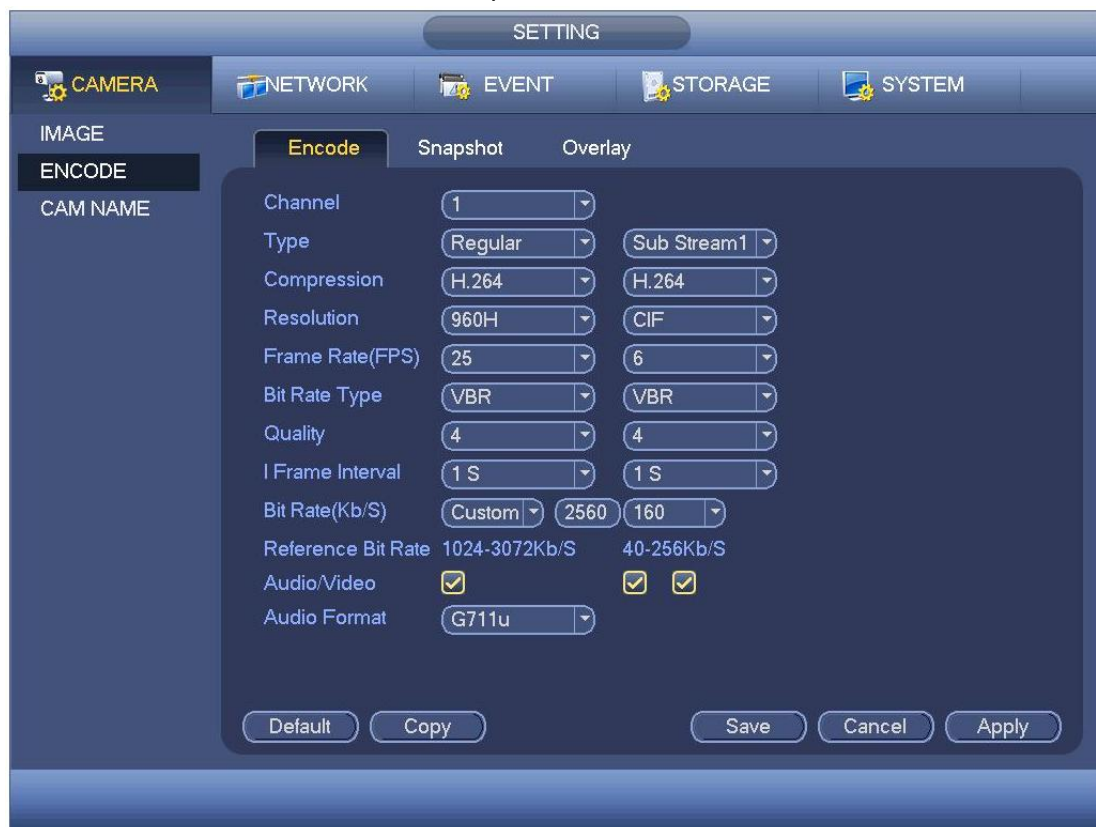 SETTING
CAMERA NETWORK EVENT STORAGE SYSTEM
IMAGE
ENCODE
CAM NAME
Encode Snapshot Overlay
Channel 1
Type Regular Sub Stream1
Compression H.264 H.264
Resolution 960H CIF
Frame Rate(FPS) 25 6
Bit Rate Type VBR VBR
Quality 4 4
I Frame Interval 1 S 1 S
Bit Rate(Kb/S) Custom 2560 160
Reference Bit Rate 1024-3072Kb/S 40-256Kb/S
Audio/Video
Audio Format G711u
Default Copy Save Cancel Apply